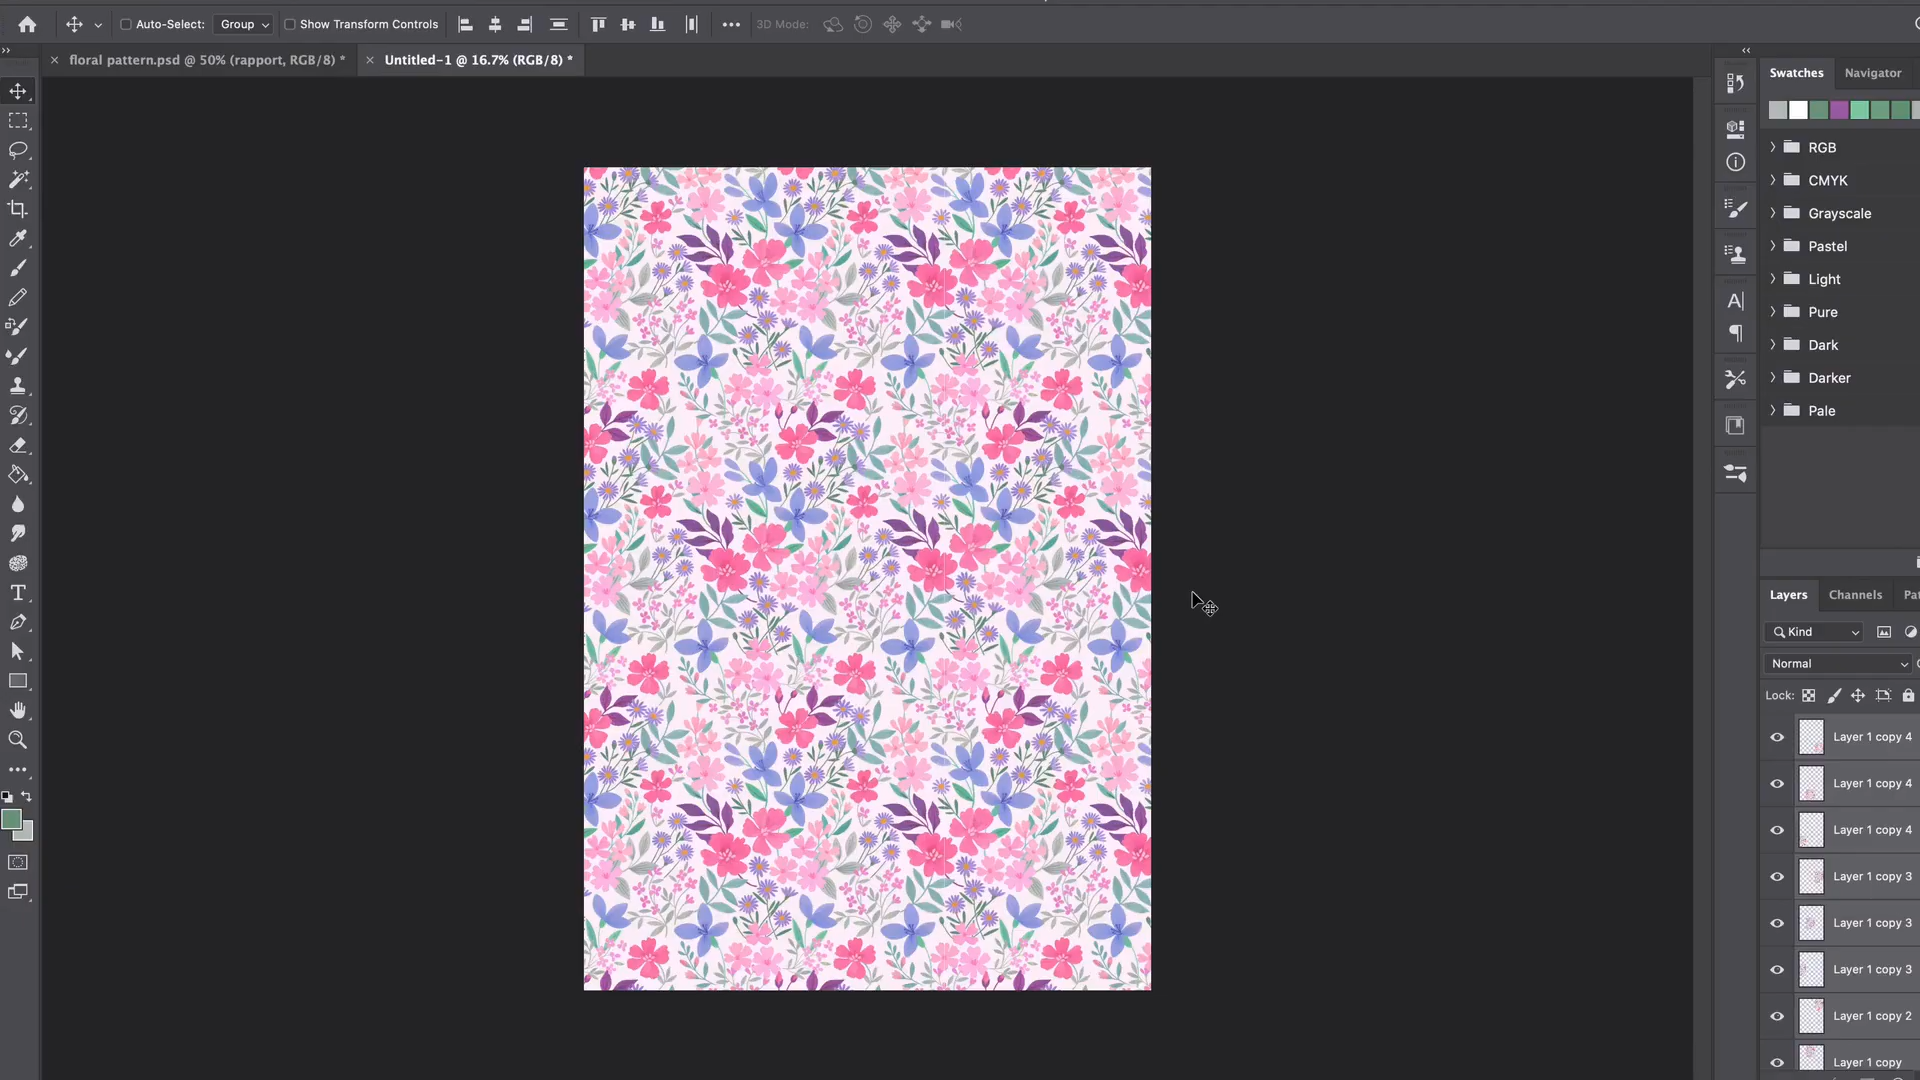 Auto-Select: Group Show Transform Controls 3D Mode:
floral pattern.psd @ 50% (rapport, RGB/8) * Untitled-1 @ 16.7% (RGB/8) *
Swatches Navigator
RGB
CMYK
Grayscale
Pastel
Light
Pure
Dark
Darker
Pale
Layers Channels Pat
Kind
Normal
Lock:
Layer 1 copy 4
Layer 1 copy 4
Layer 1 copy 4
Layer 1 copy 3
Layer 1 copy 3
Layer 1 copy 3
Layer 1 copy 2
Layer 1 copy